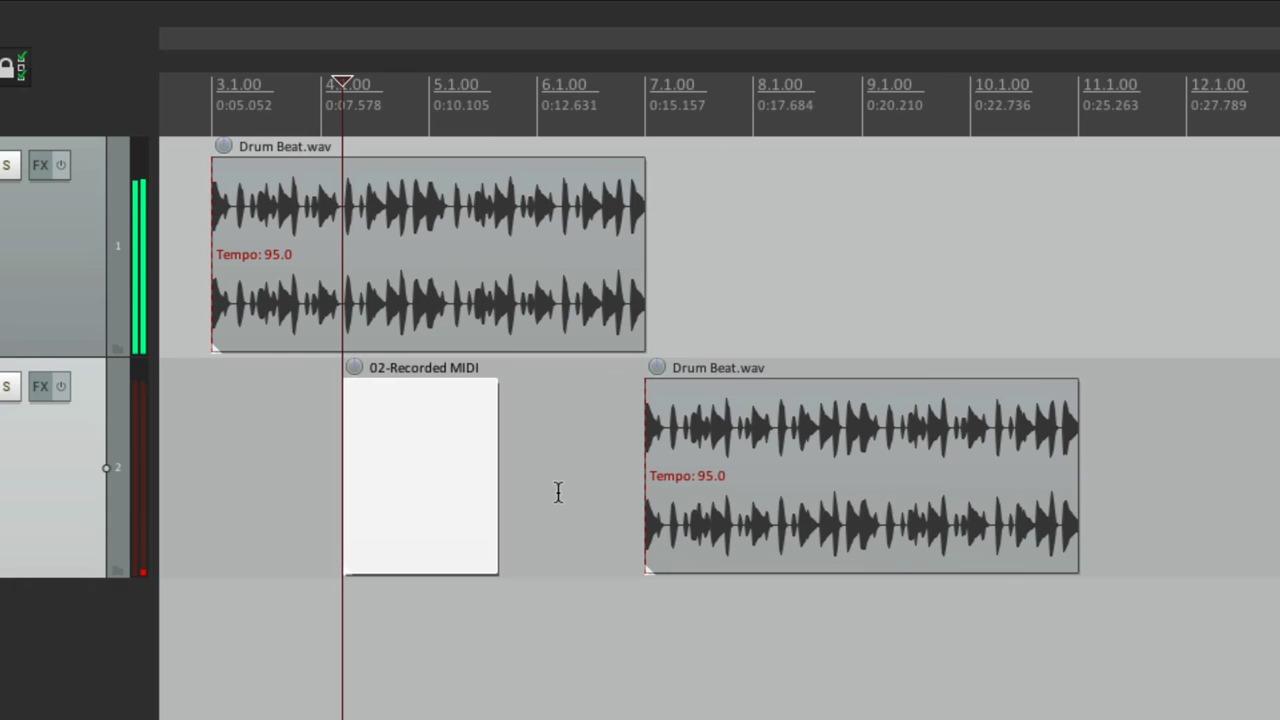 3.1.00 4.1.00 5.1.00 6.1.00 7.1.00 8.1.00 9.1.00 10.1.00 11.1.00 12.1.00
0:05.052 0:07.578 0:10.105 0:12.631 0:15.157 0:17.684 0:20.210 0:22.736 0:25.263 0:27.789
Drum Beat.wav
S FX
1
Tempo: 95.0
02-Recorded MIDI Drum Beat.wav
S FX
2
Tempo: 95.0